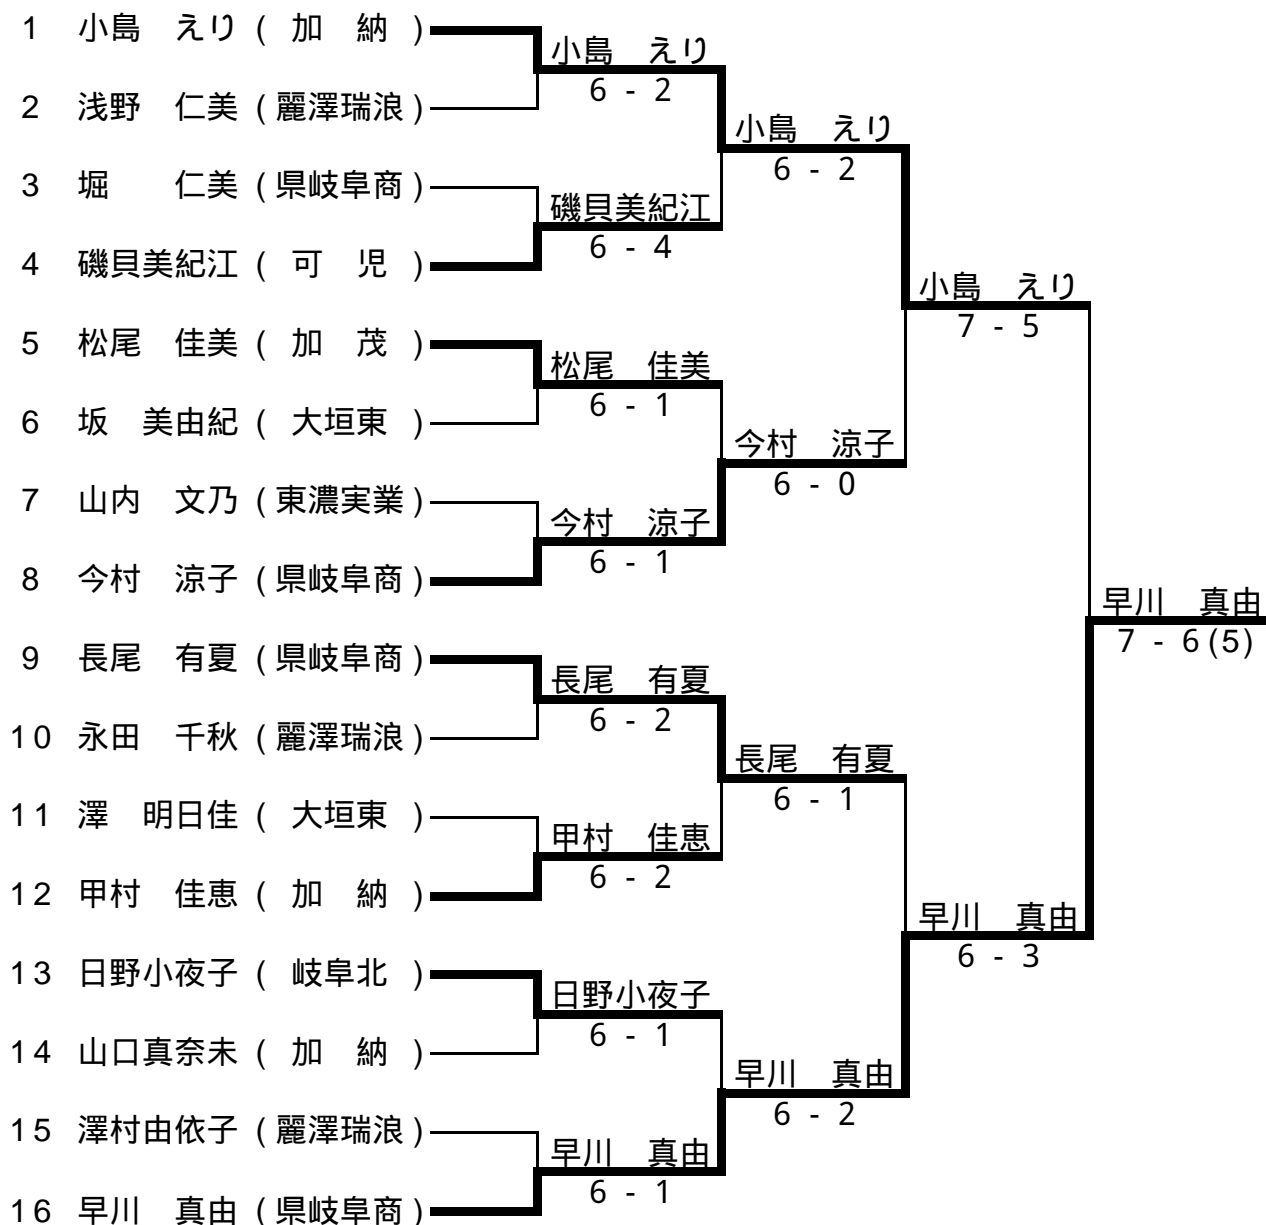 1 小島　えり ( 加　納 )
2 浅野　仁美 ( 麗澤瑞浪 )
3 堀　　仁美 ( 県岐阜商 )
4 磯貝美紀江 ( 可　児 )
5 松尾　佳美 ( 加　茂 )
6 坂　美由紀 ( 大垣東 )
7 山内　文乃 ( 東濃実業 )
8 今村　涼子 ( 県岐阜商 )
9 長尾　有夏 ( 県岐阜商 )
10 永田　千秋 ( 麗澤瑞浪 )
11 澤　明日佳 ( 大垣東 )
12 甲村　佳恵 ( 加　納 )
13 日野小夜子 ( 岐阜北 )
14 山口真奈未 ( 加　納 )
15 澤村由依子 ( 麗澤瑞浪 )
16 早川　真由 ( 県岐阜商 )
小島　えり
6 - 2
磯貝美紀江
6 - 4
松尾　佳美
6 - 1
今村　涼子
6 - 1
長尾　有夏
6 - 2
甲村　佳恵
6 - 2
日野小夜子
6 - 1
早川　真由
6 - 1
小島　えり
6 - 2
今村　涼子
6 - 0
長尾　有夏
6 - 1
早川　真由
6 - 2
小島　えり
7 - 5
早川　真由
6 - 3
早川　真由
7 - 6(5)